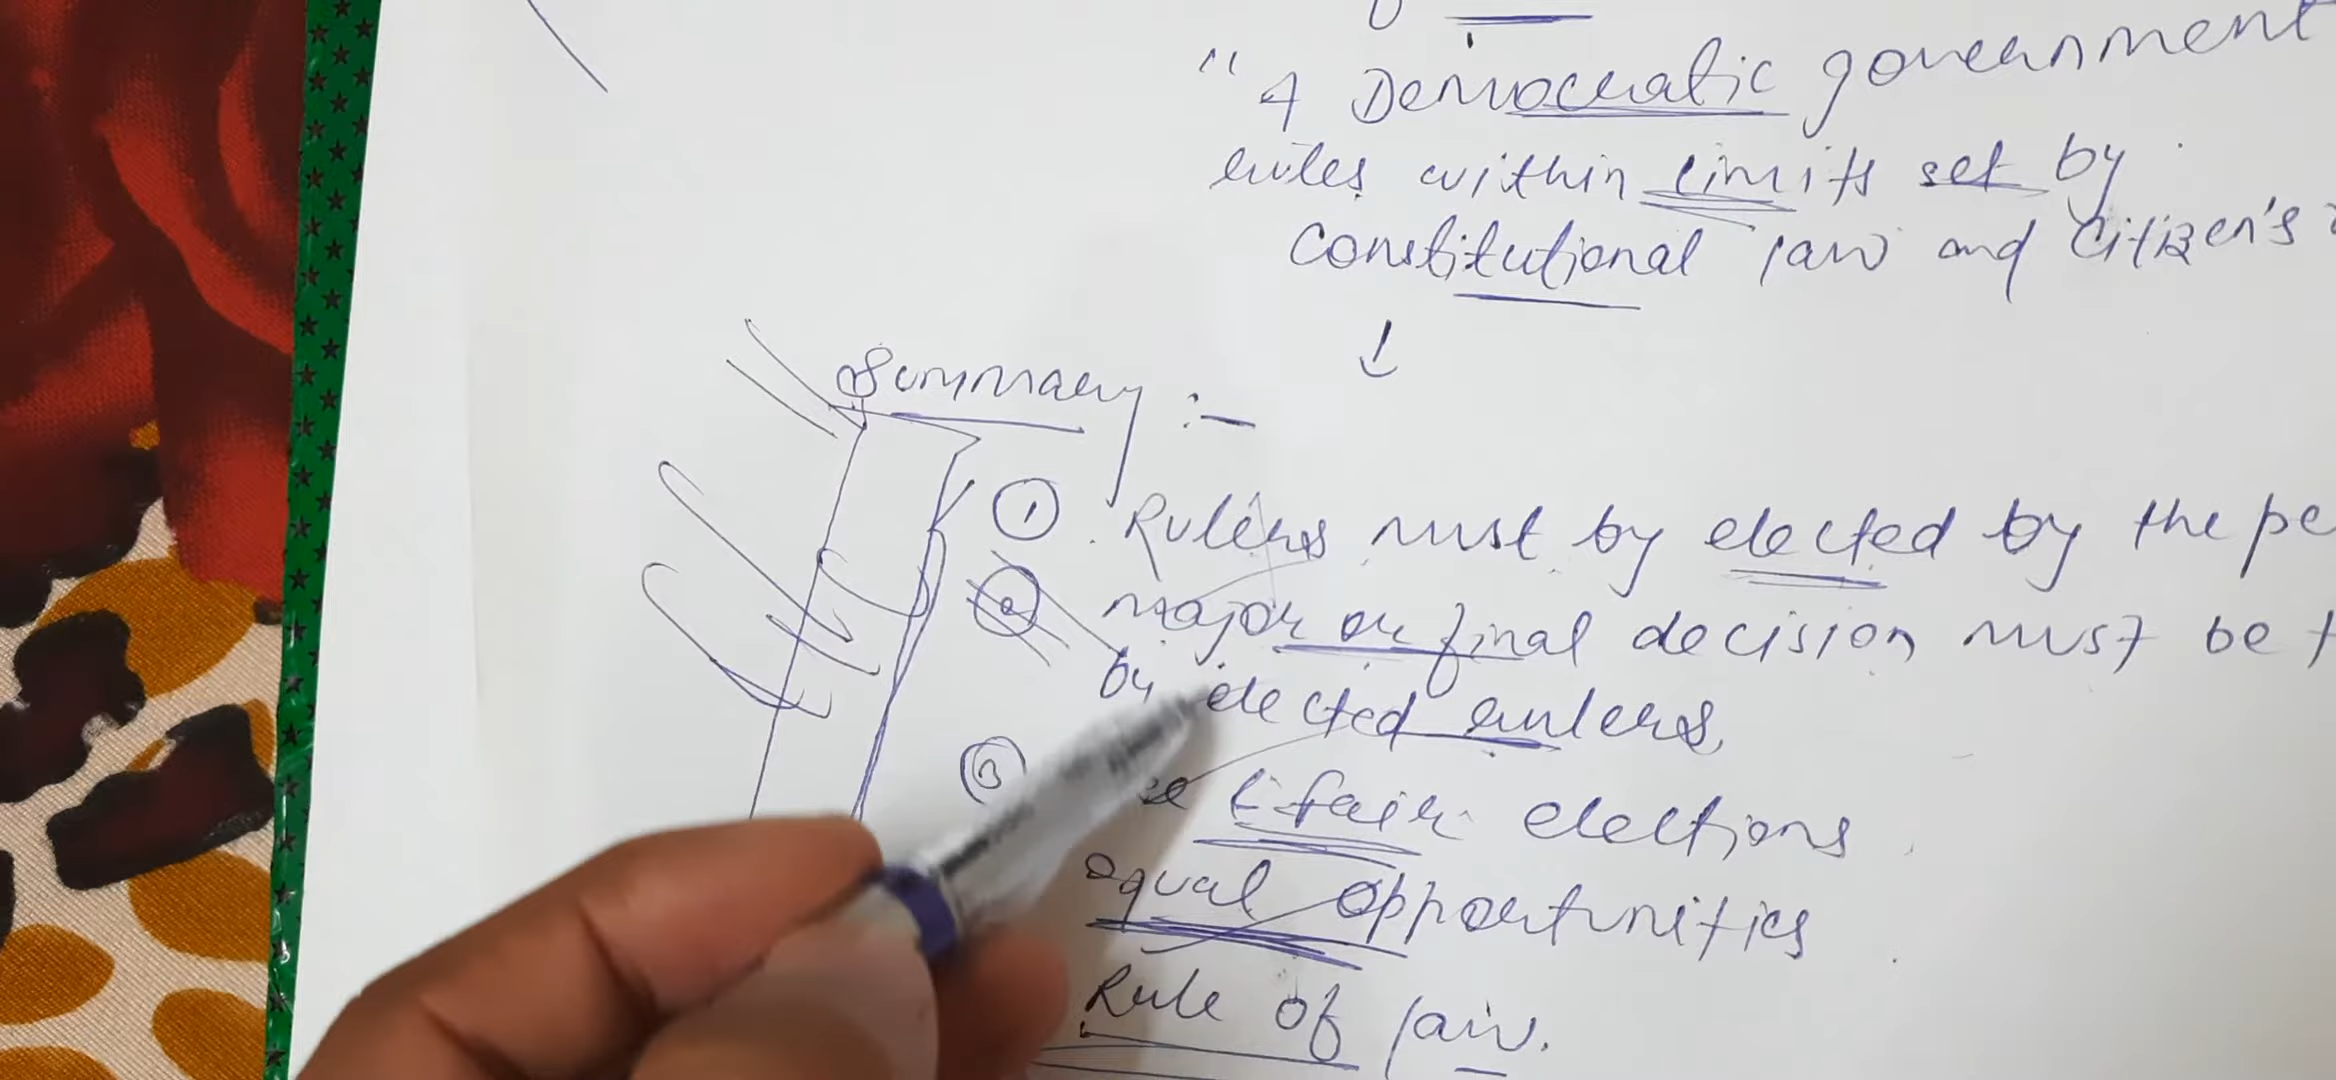 "A Democratic government
rules within limits set by
constitutional law and citizen's
↓
Summary :-
① Rulers must by elected by the pe
② major or final decision must be t
by elected rulers.
③ & fair elections
equal opportunities
Rule of law.